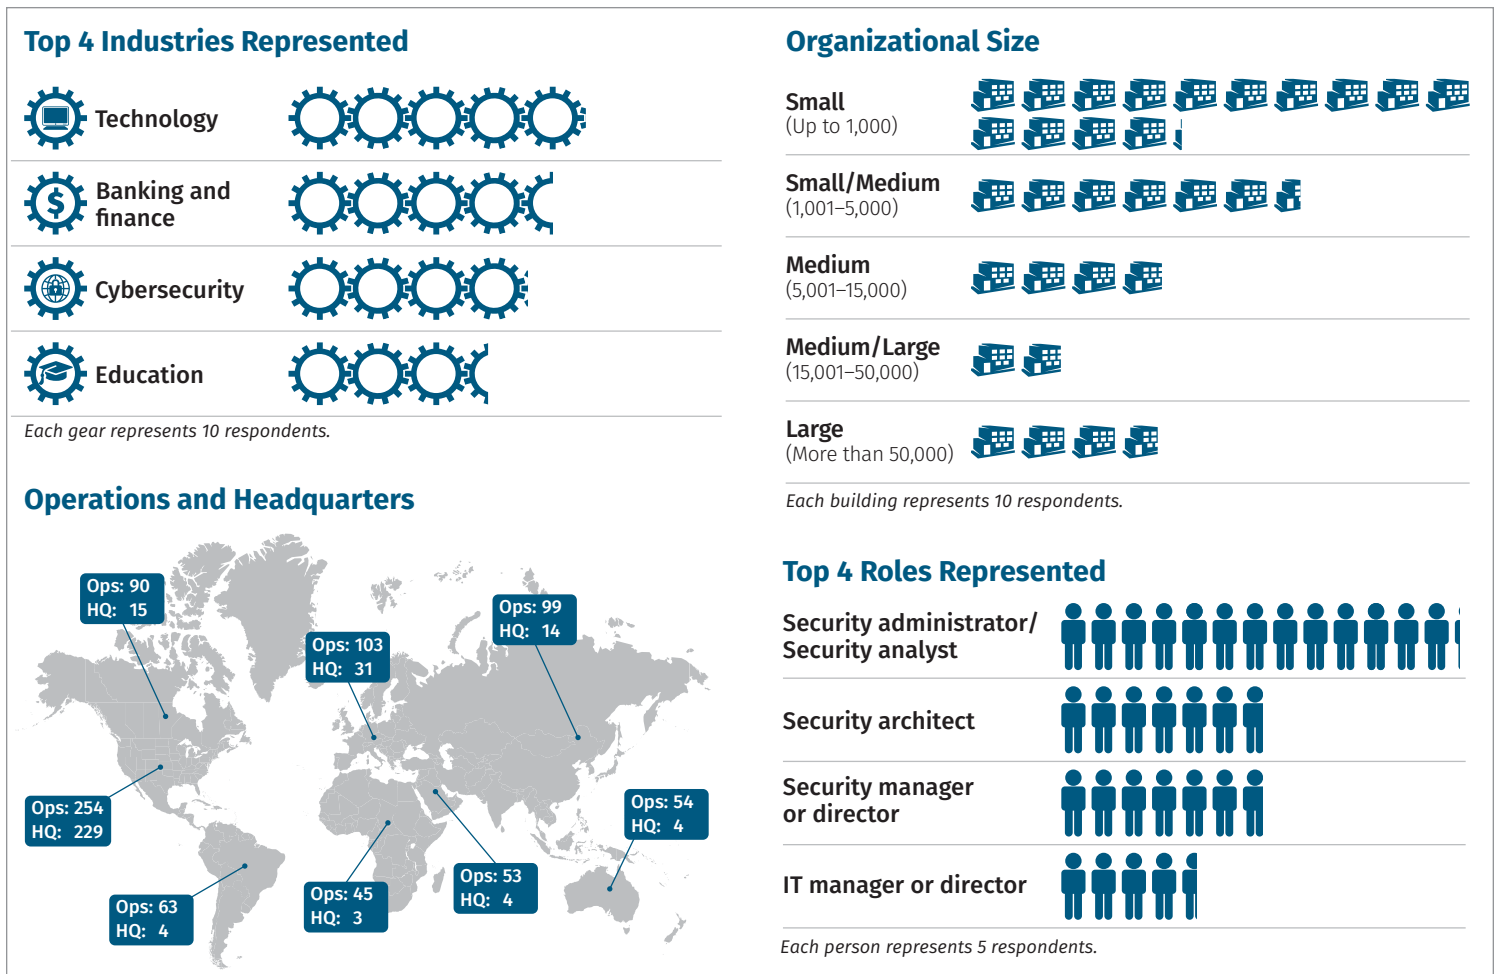 Top 4 Industries Represented
Technology
$
Banking and
finance
Cybersecurity
Education
Each gear represents 10 respondents.
Operations and Headquarters
Ops: 90
HQ: 15
Ops: 103
HQ: 31
Ops: 99
HQ: 14
Ops: 254
HQ: 229
Ops: 54
HQ: 4
Ops: 63
HQ: 4
Ops: 45
HQ: 3
Ops: 53
HQ: 4
Organizational Size
Small
(Up to 1,000)
Small/Medium
(1,001–5,000)
Medium
(5,001–15,000)
Medium/Large
(15,001–50,000)
Large
(More than 50,000)
Each building represents 10 respondents.
Top 4 Roles Represented
Security administrator/
Security analyst
Security architect
Security manager
or director
IT manager or director
Each person represents 5 respondents.